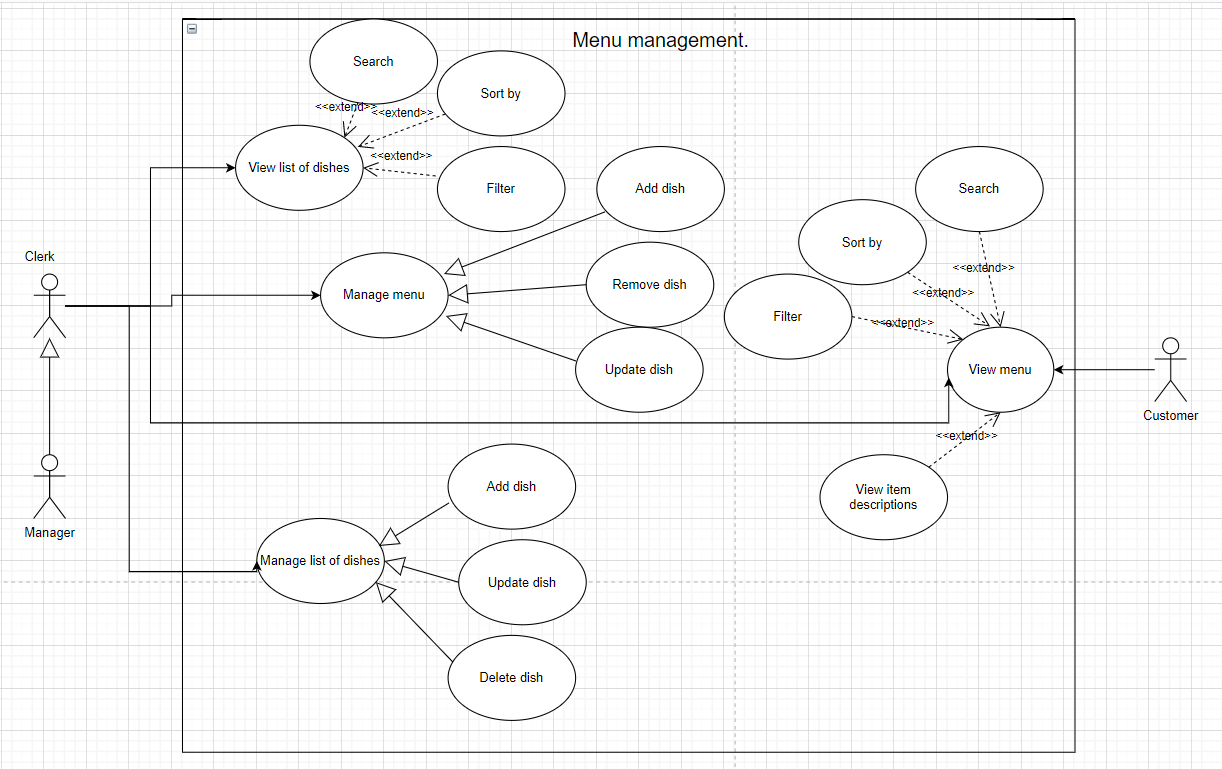 Menu management.
Search
Sort by
<<extend>>
<<extend>>
View list of dishes
<<extend>>
Filter
Add dish
Search
Sort by
Clerk
<<extend>>
Manage menu
Remove dish
<<extend>>
Filter
<<extend>>
Update dish
View menu
Customer
<<extend>>
Add dish
View item
descriptions
Manager
Manage list of dishes
Update dish
Delete dish